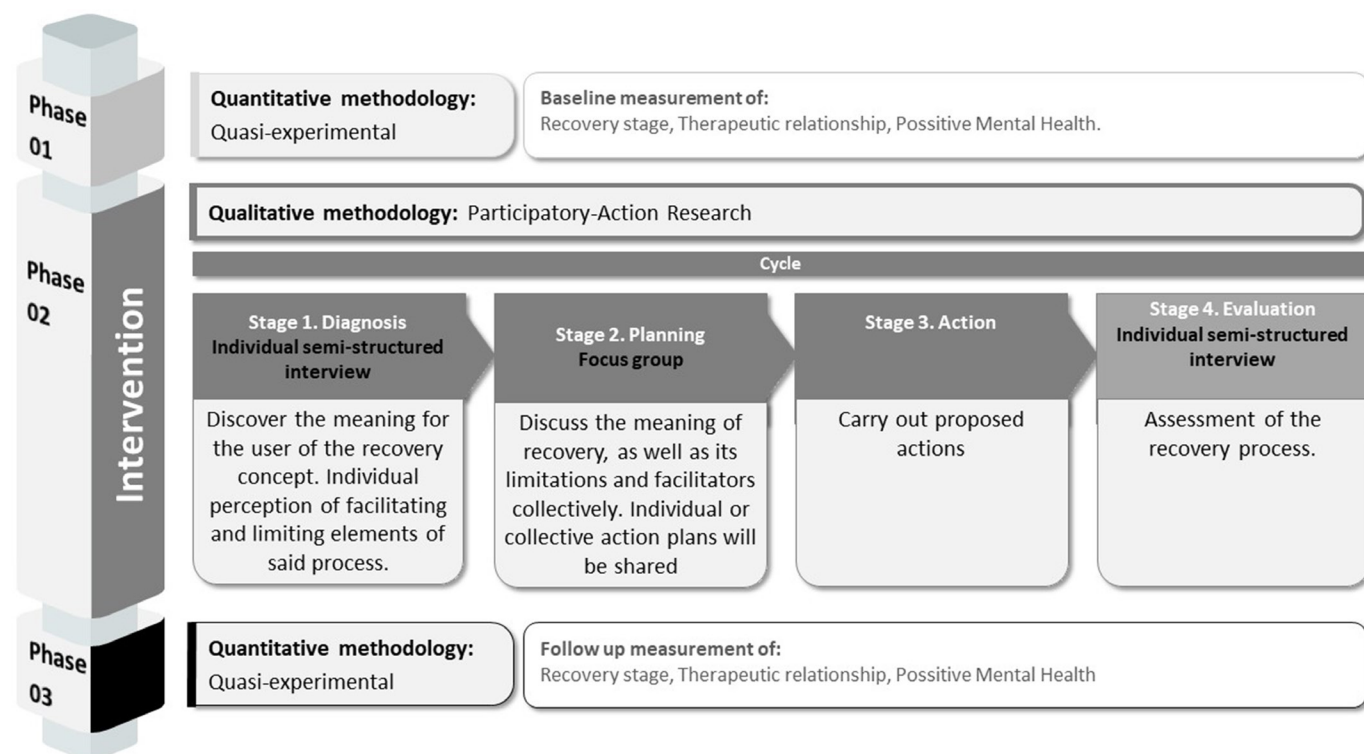 Phase
01
Quantitative methodology:
Quasi-experimental
Baseline measurement of:
Recovery stage, Therapeutic relationship, Possitive Mental Health.
Phase
02
Intervention
Qualitative methodology: Participatory-Action Research
Cycle
Stage 1. Diagnosis
Individual semi-structured
interview
Discover the meaning for
the user of the recovery
concept. Individual
perception of facilitating
and limiting elements of
said process.
Stage 2. Planning
Focus group
Discuss the meaning of
recovery, as well as its
limitations and facilitators
collectively. Individual or
collective action plans will
be shared
Stage 3. Action
Carry out proposed
actions
Stage 4. Evaluation
Individual semi-structured
interview
Assessment of the
recovery process.
Phase
03
Quantitative methodology:
Quasi-experimental
Follow up measurement of:
Recovery stage, Therapeutic relationship, Possitive Mental Health